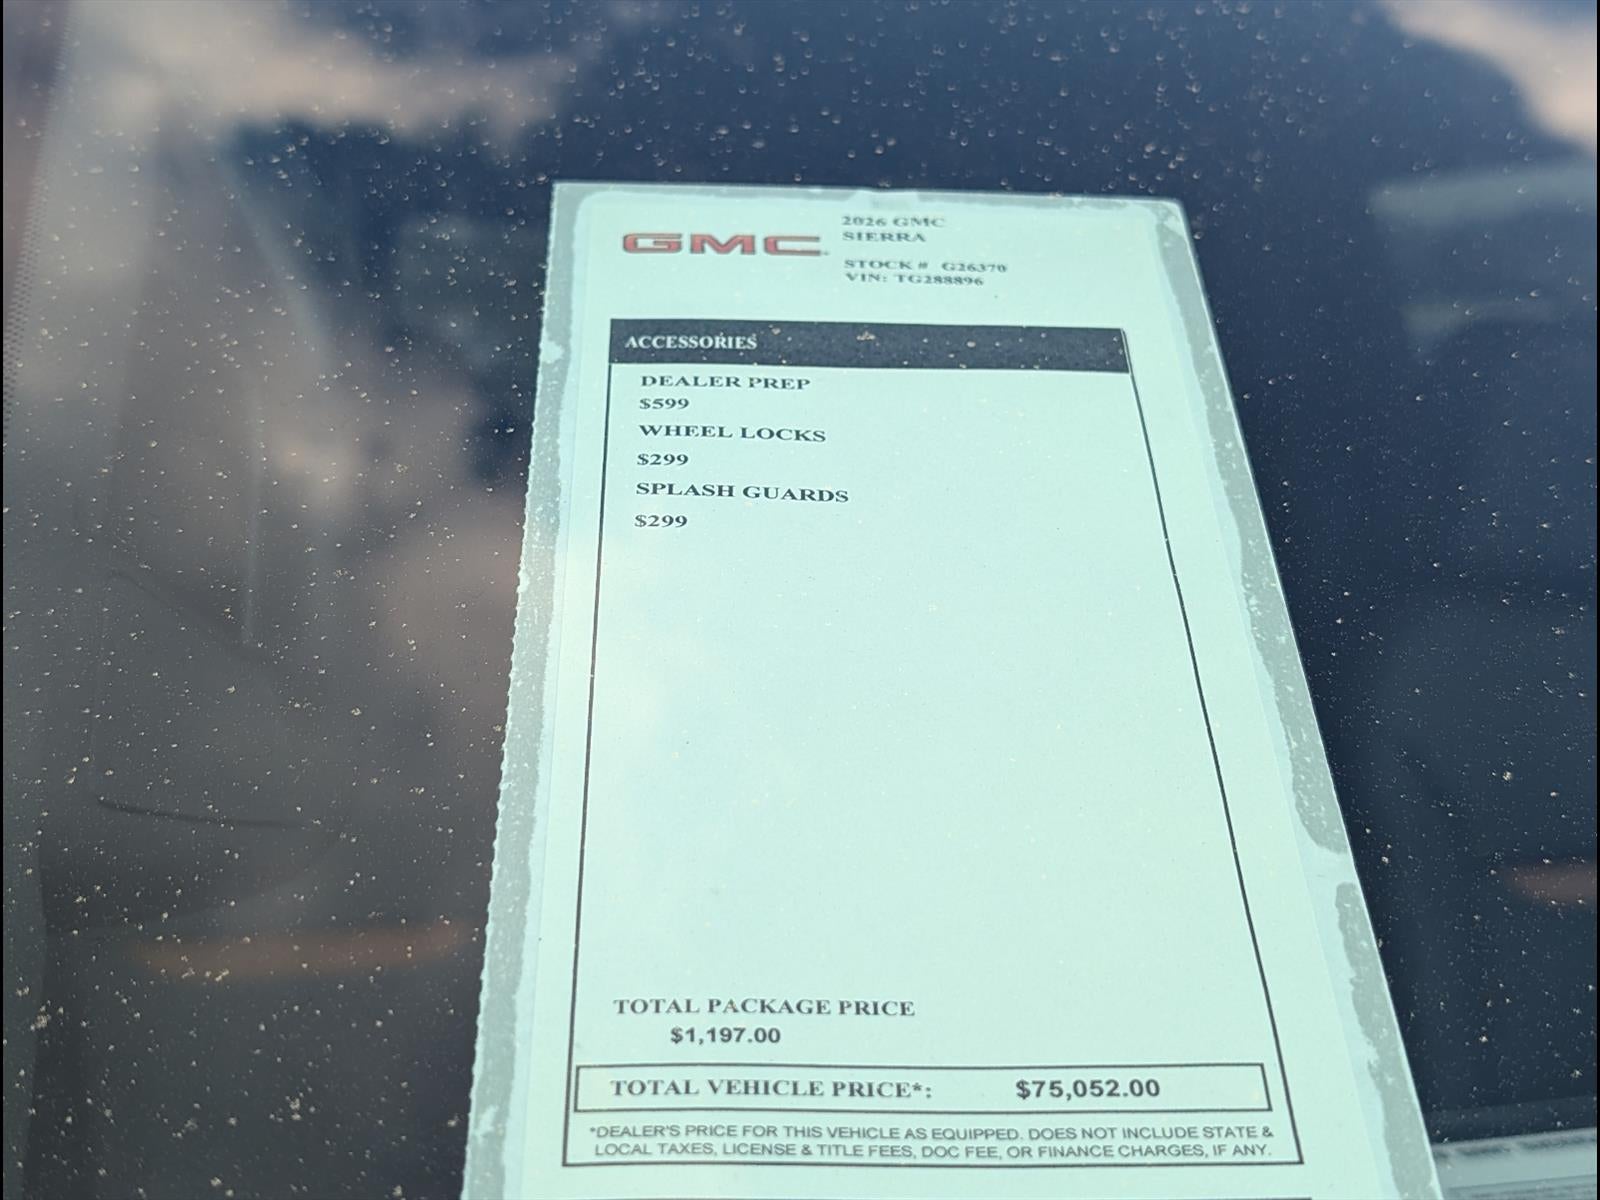 GMC
2026 GMC
SIERRA
STOCK # G26370
VIN: TG288896
ACCESSORIES
DEALER PREP
$599
WHEEL LOCKS
$299
SPLASH GUARDS
$299
TOTAL PACKAGE PRICE
$1,197.00
TOTAL VEHICLE PRICE*: $75,052.00
*DEALER'S PRICE FOR THIS VEHICLE AS EQUIPPED. DOES NOT INCLUDE STATE &
LOCAL TAXES, LICENSE & TITLE FEES, DOC FEE, OR FINANCE CHARGES, IF ANY.